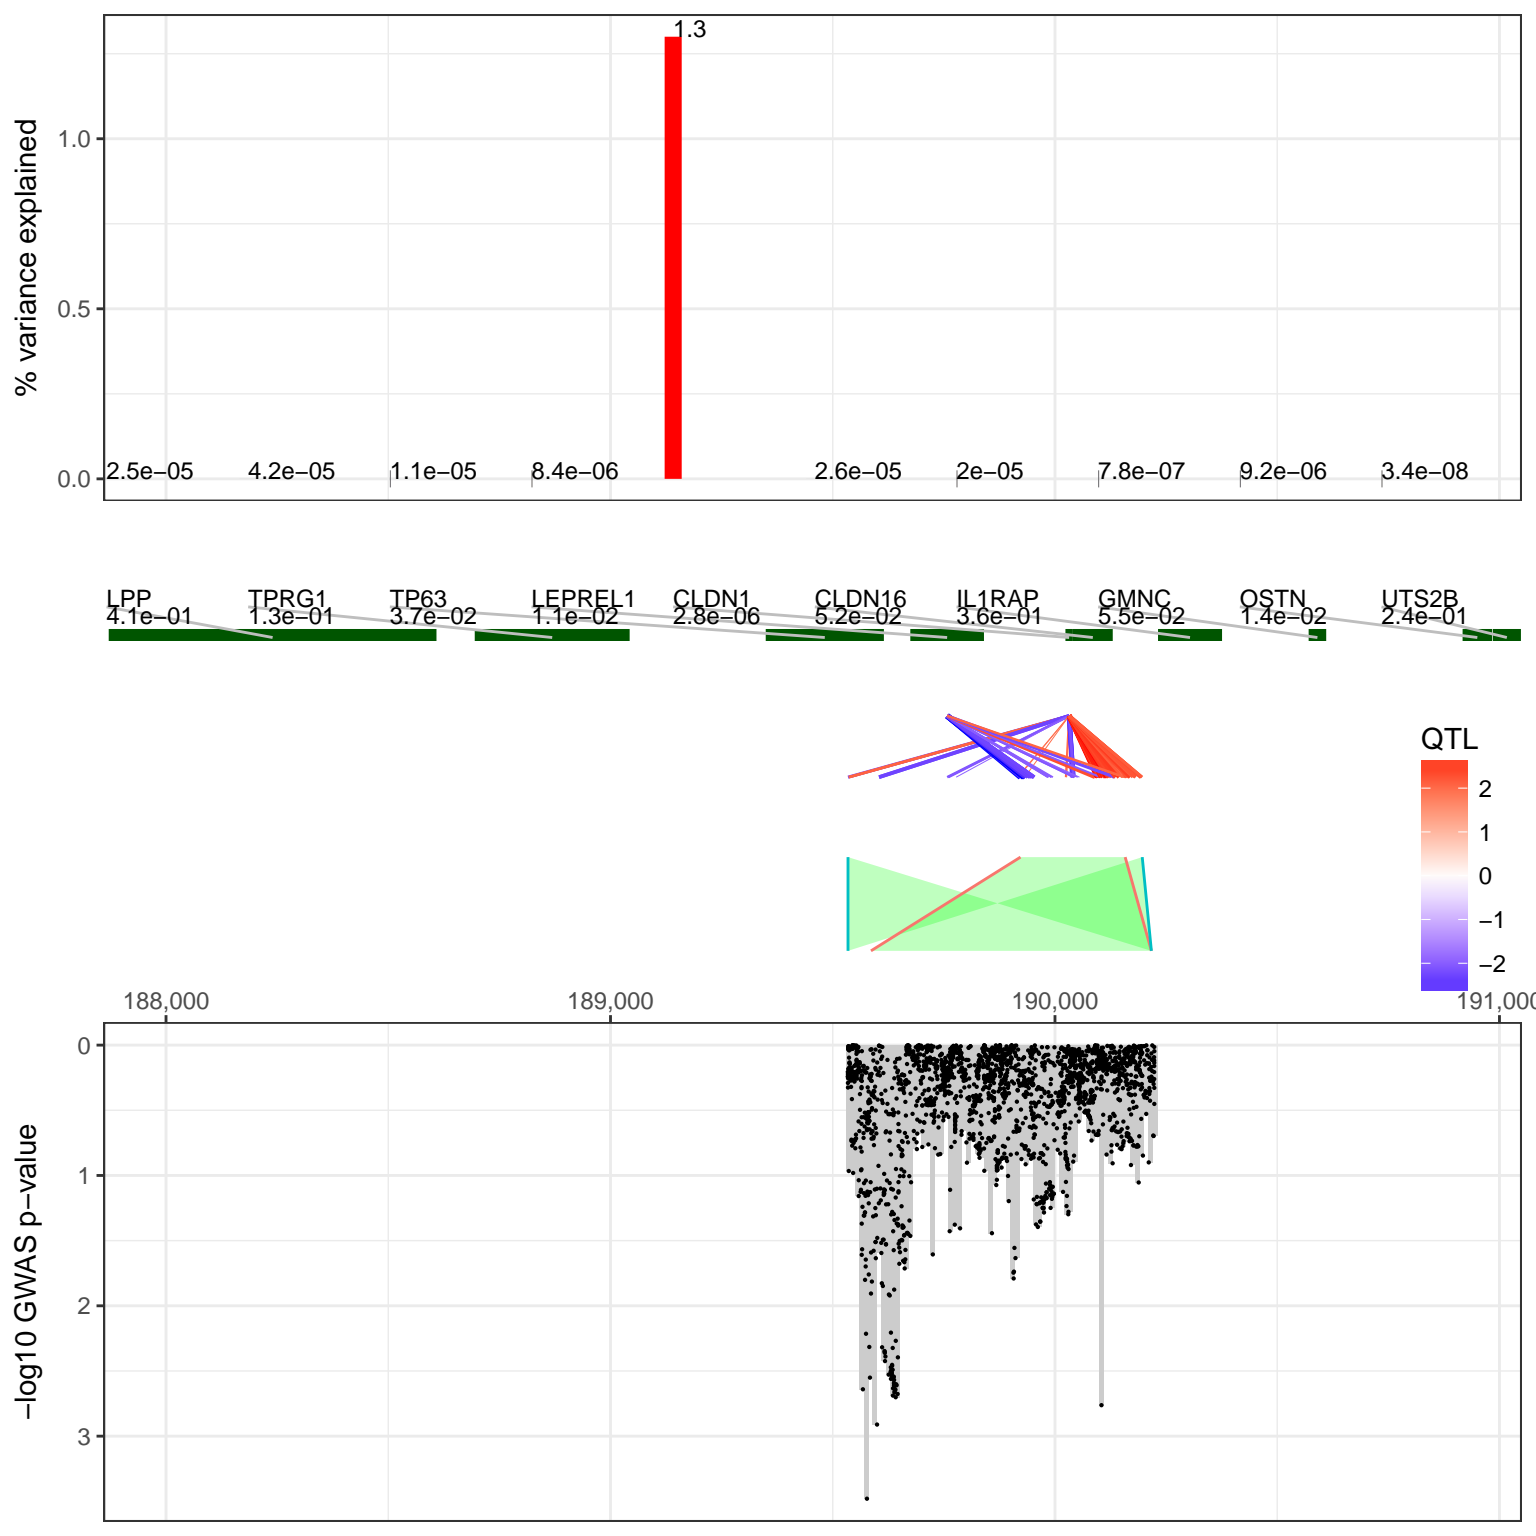 1.3
% variance explained
1.0
0.5
0.0
2.5e−05 4.2e−05 1.1e−05 8.4e−06 2.6e−05 2e−05 7.8e−07 9.2e−06 3.4e−08
LPP TPRG1 TP63 LEPREL1 CLDN1 CLDN16 IL1RAP GMNC OSTN UTS2B
4.1e−01 1.3e−01 3.7e−02 1.1e−02 2.8e−06 5.2e−02 3.6e−01 5.5e−02 1.4e−02 2.4e−01
QTL
2
1
0
−1
−2
188,000 189,000 190,000 191,000
−log10 GWAS p−value
0
1
2
3